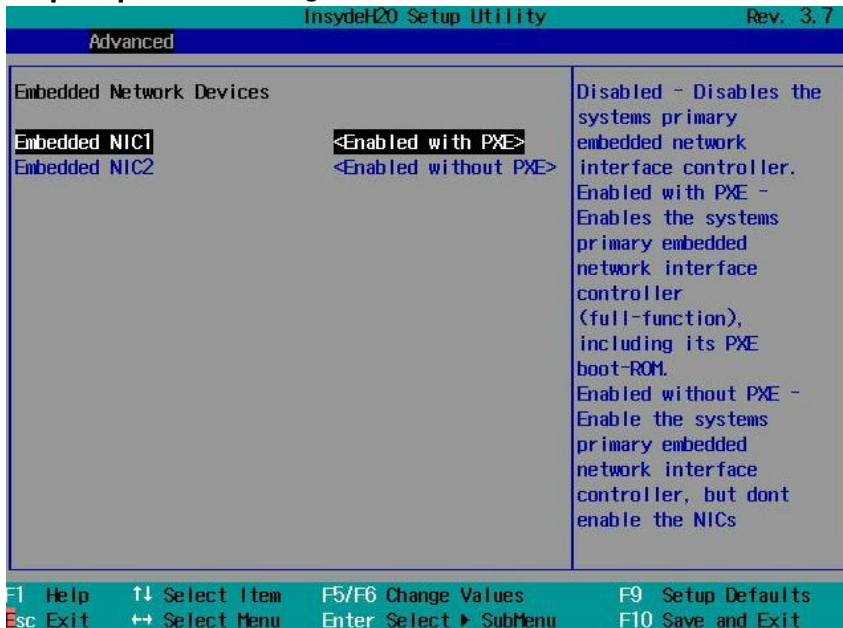 InsydeH20 Setup Utility Rev. 3.7
Advanced
Embedded Network Devices
Embedded NIC1 <Enabled with PXE>
Embedded NIC2 <Enabled without PXE>
Disabled - Disables the
systems primary
embedded network
interface controller.
Enabled with PXE -
Enables the systems
primary embedded
network interface
controller
(full-function),
including its PXE
boot-ROM.
Enabled without PXE -
Enable the systems
primary embedded
network interface
controller, but dont
enable the NICs
F1 Help ↑↓ Select Item F5/F6 Change Values F9 Setup Defaults
Esc Exit ↔ Select Menu Enter Select ▶ SubMenu F10 Save and Exit